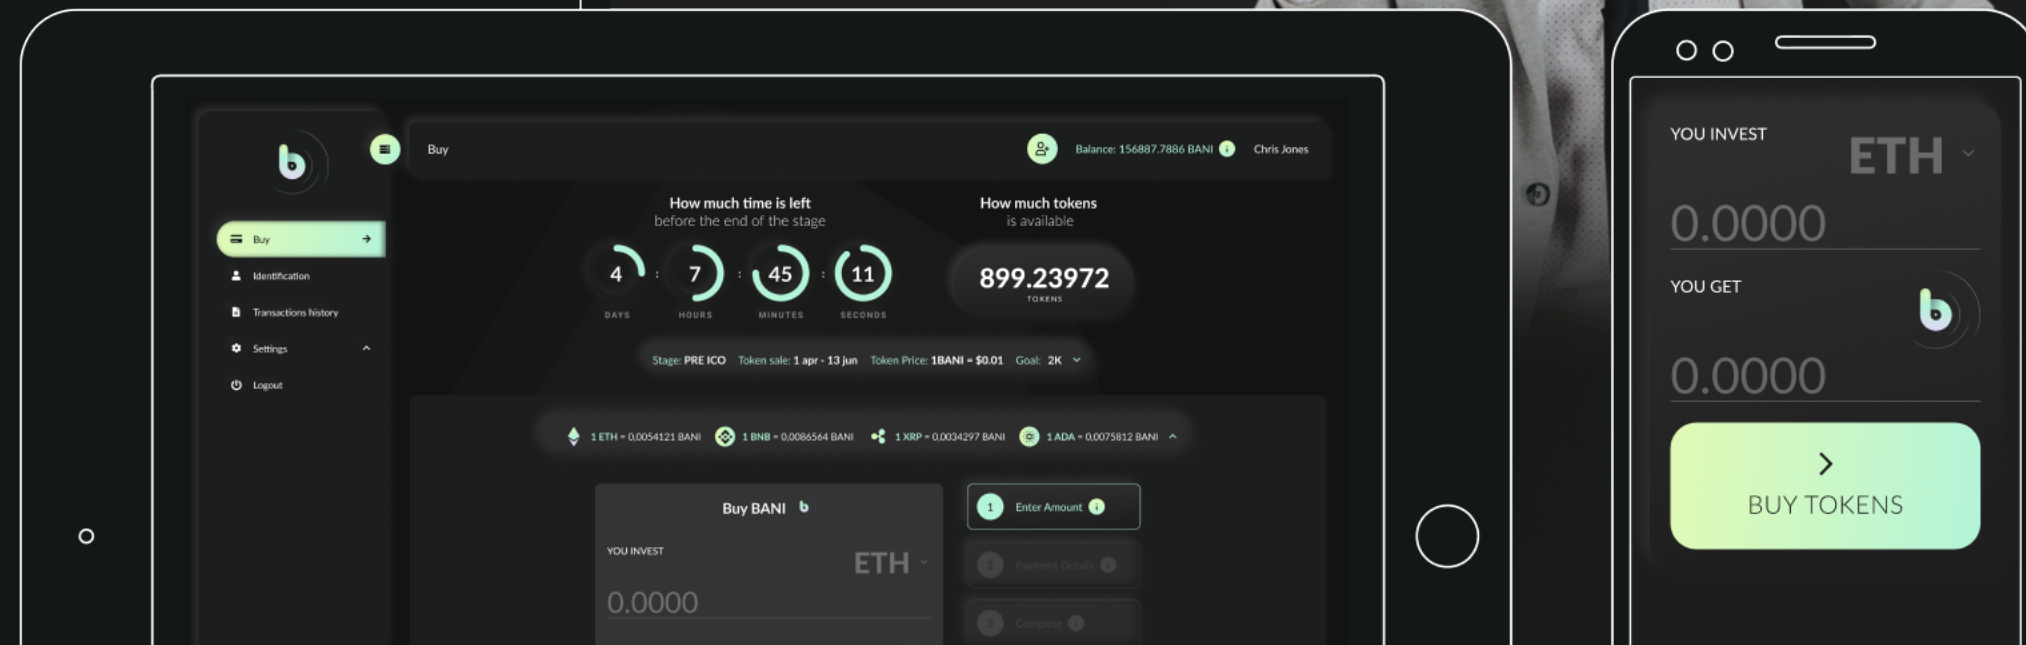 Buy
Balance: 156887.7886 BANI
Chris Jones
Buy
Identification
Transactions history
Settings
Logout
How much time is left
before the end of the stage
4 : 7 : 45 : 11
DAYS HOURS MINUTES SECONDS
How much tokens
is available
899.23972
TOKENS
Stage: PRE ICO Token sale: 1 apr - 13 jun Token Price: 1BANI = $0.01 Goal: 2K
1 ETH = 0,0054121 BANI 1 BNB = 0,0086564 BANI 1 XRP = 0,0034297 BANI 1 ADA = 0,0075812 BANI
Buy BANI
YOU INVEST
ETH
0.0000
1 Enter Amount
2 Payment Details
3 Complete
YOU INVEST
ETH
0.0000
YOU GET
0.0000
BUY TOKENS